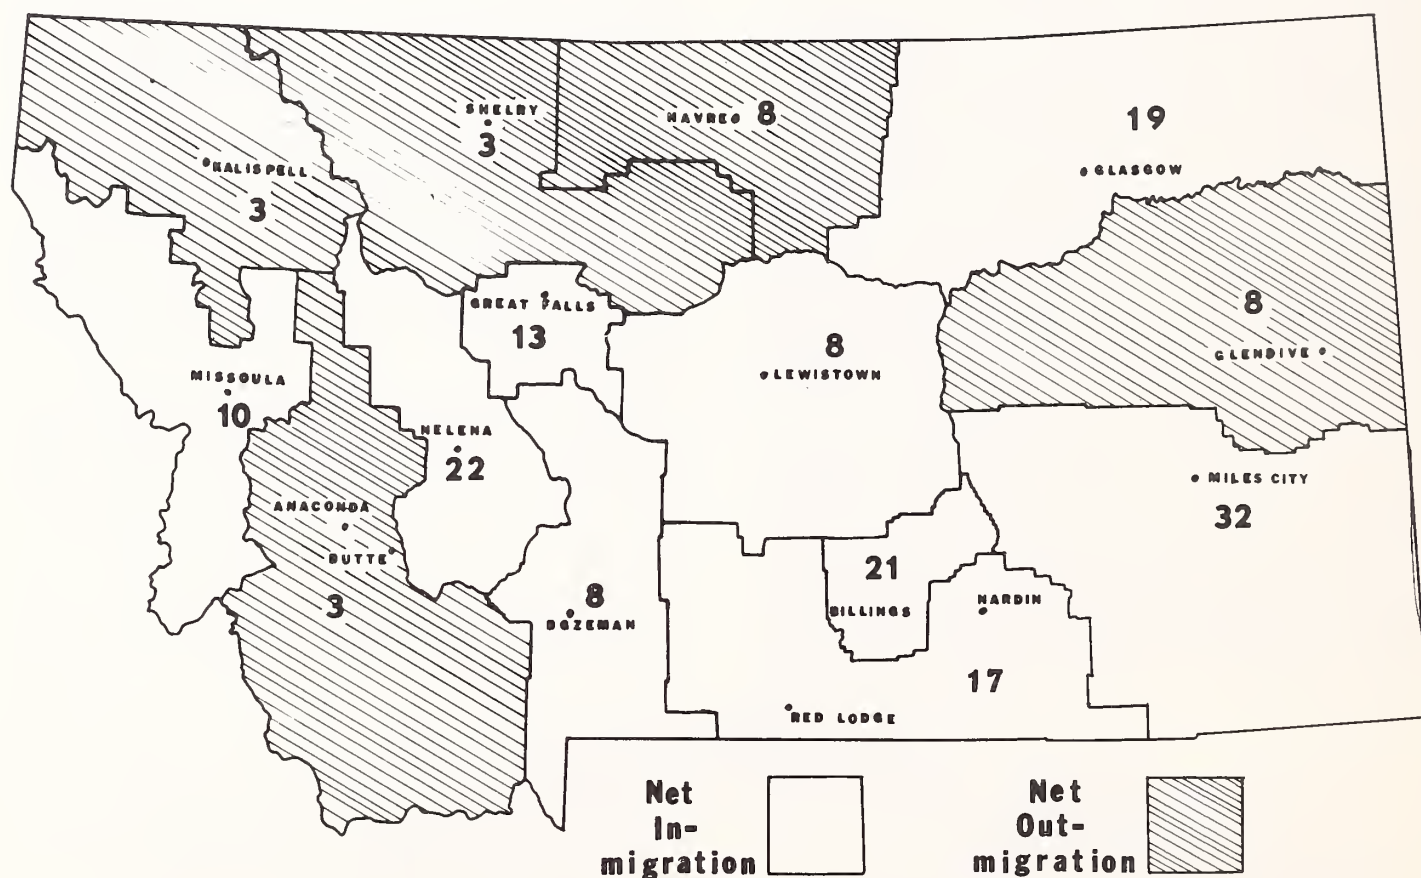 SHELBY
3
HAVRE 8
19
GLASGOW
KALISPELL
3
GREAT FALLS
13
8
LEWISTOWN
8
GLENDIVE
MISSOULA
10
HELENA
22
MILES CITY
32
ANACONDA
BUTTE
3
8
BOZEMAN
21
BILLINGS
HARDIN
17
RED LODGE
Net
In-
migration
Net
Out-
migration